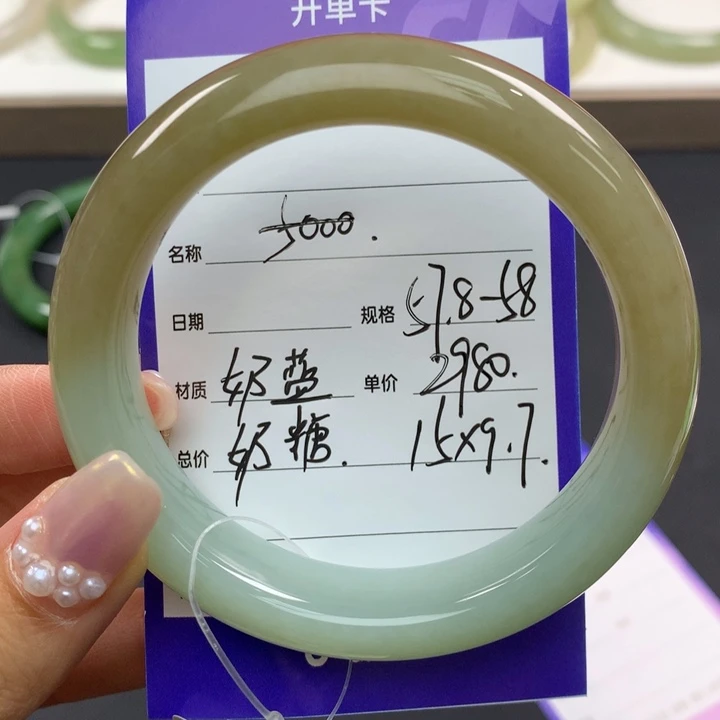 开单卡
名称 5000.
日期 规格 57.8-58
材质 奶蓝 单价 2980.
总价 奶糖. 15x9.7.